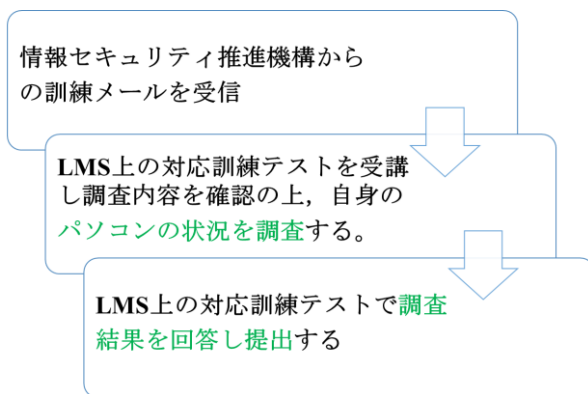 情報セキュリティ推進機構から
の訓練メールを受信
LMS上の対応訓練テストを受講
し調査内容を確認の上，自身の
パソコンの状況を調査する。
LMS上の対応訓練テストで調査
結果を回答し提出する